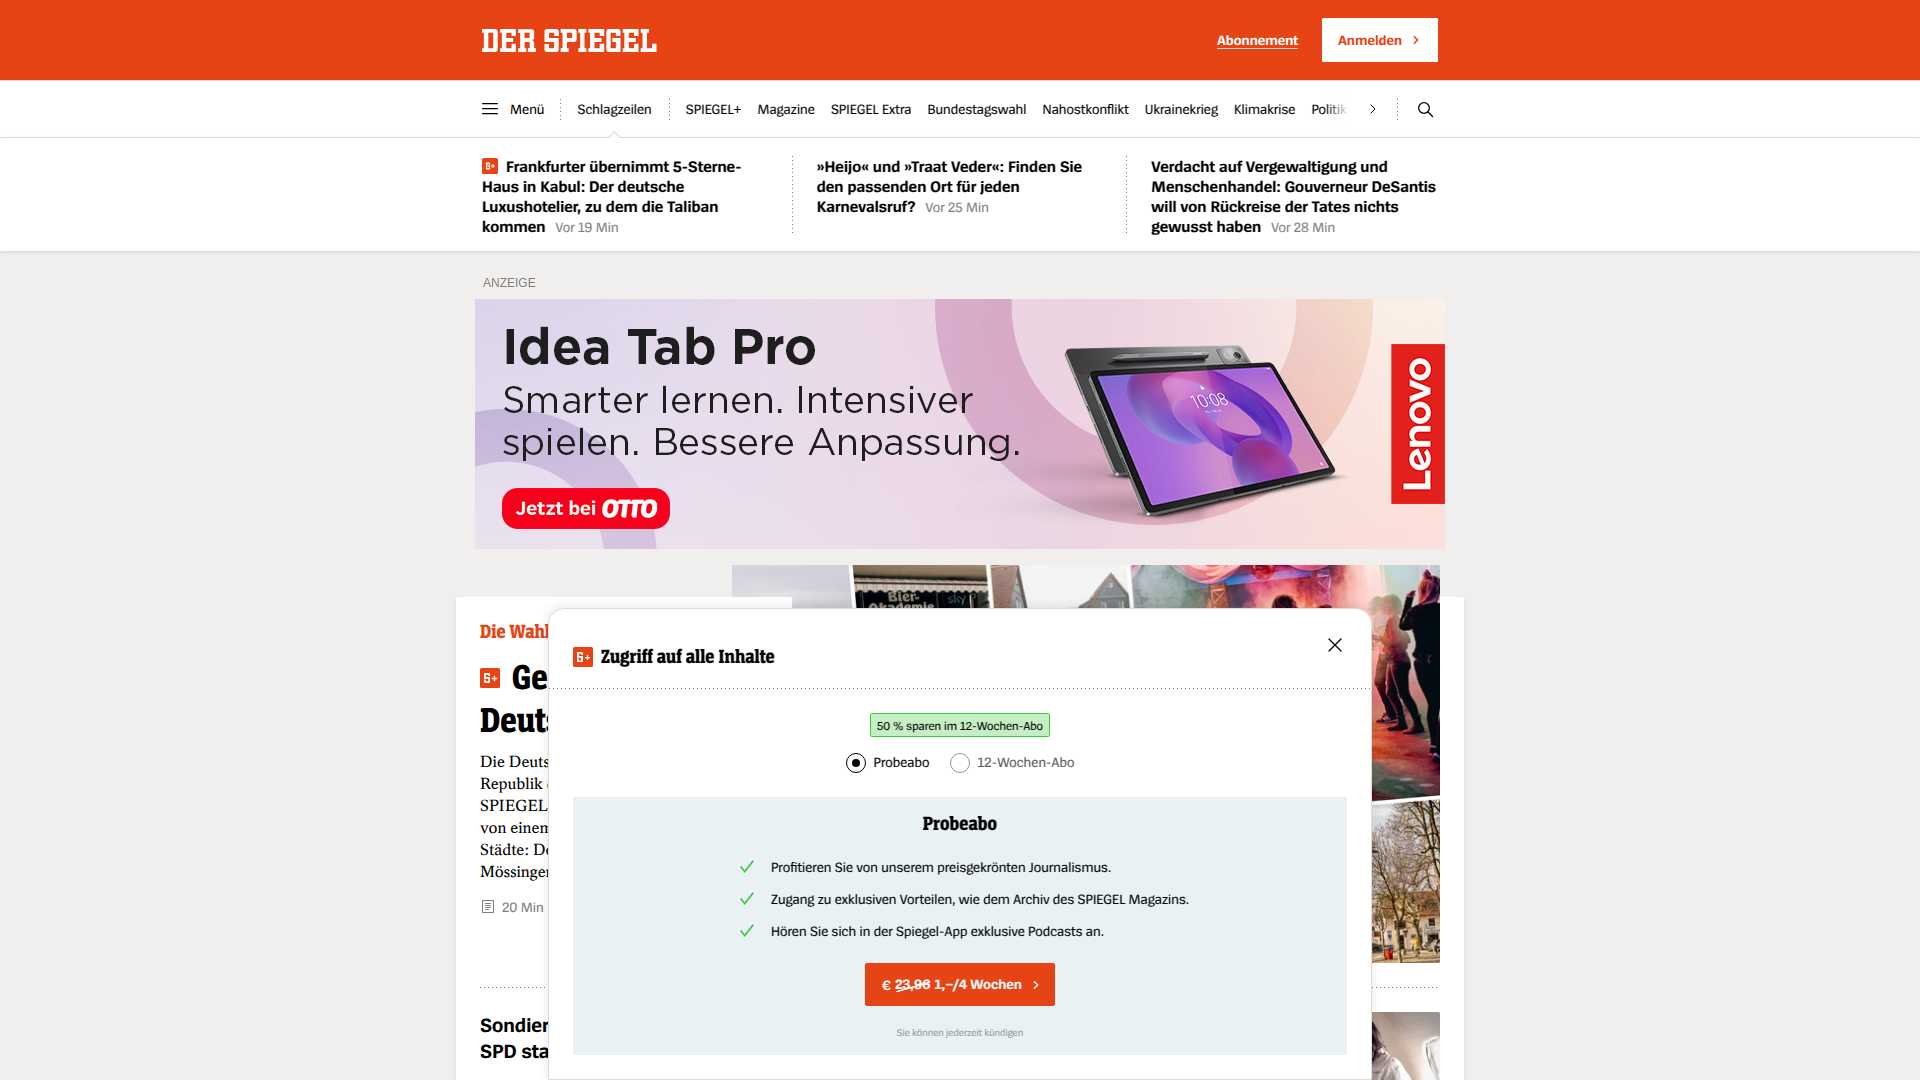 DER SPIEGEL
Abonnement
Anmelden
Menü
Schlagzeilen
SPIEGEL+
Magazine
SPIEGEL Extra
Bundestagswahl
Nahostkonflikt
Ukrainekrieg
Klimakrise
Politik
Frankfurter übernimmt 5-Sterne-
Haus in Kabul: Der deutsche
Luxushotelier, zu dem die Taliban
kommen Vor 19 Min
»Heijo« und »Traat Veder«: Finden Sie
den passenden Ort für jeden
Karnevalsruf? Vor 25 Min
Verdacht auf Vergewaltigung und
Menschenhandel: Gouverneur DeSantis
will von Rückreise der Tates nichts
gewusst haben Vor 28 Min
ANZEIGE
Idea Tab Pro
Smarter lernen. Intensiver
spielen. Bessere Anpassung.
Jetzt bei OTTO
10:08
Lenovo
Bier-
Akademie
sky
Die Wahl
Ge
Deuts
Die Deuts
Republik
SPIEGEL
von einem
Städte: De
Mössingen
20 Min
Sondier
SPD sta
Zugriff auf alle Inhalte
50 % sparen im 12-Wochen-Abo
Probeabo
12-Wochen-Abo
Probeabo
Profitieren Sie von unserem preisgekrönten Journalismus.
Zugang zu exklusiven Vorteilen, wie dem Archiv des SPIEGEL Magazins.
Hören Sie sich in der Spiegel-App exklusive Podcasts an.
€ 23,96 1,–/4 Wochen
Sie können jederzeit kündigen